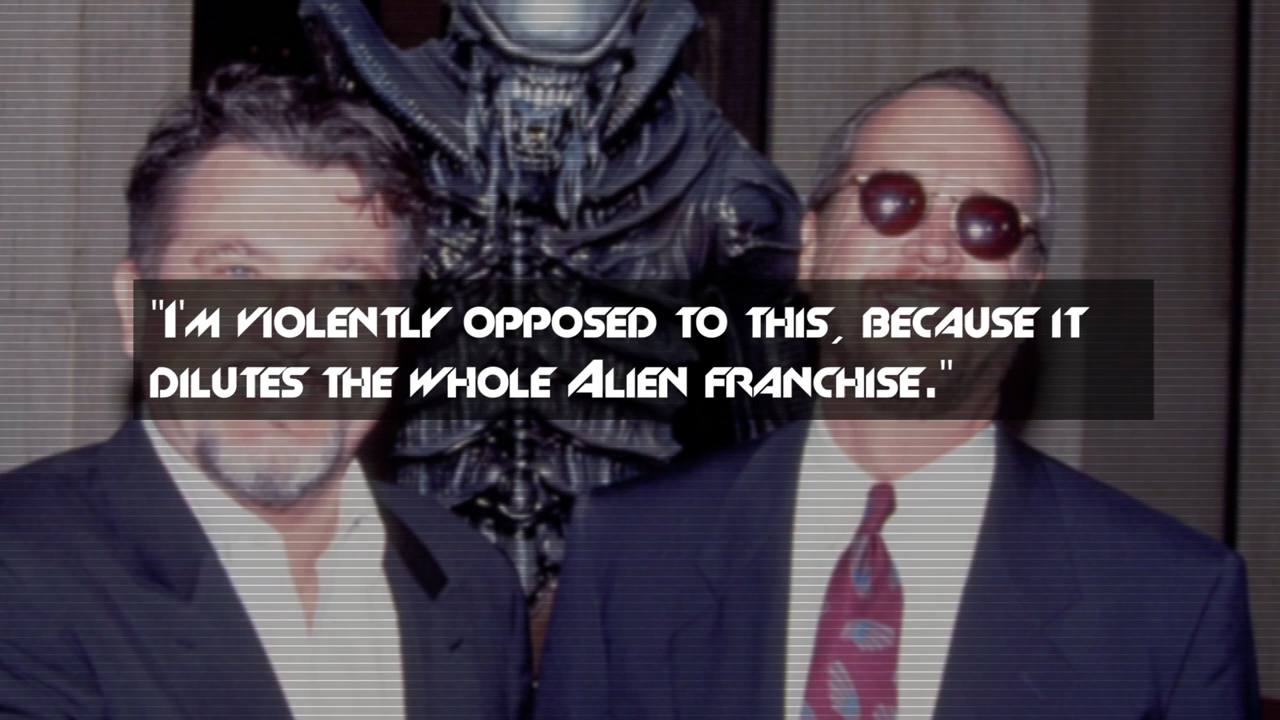 "I'm violently opposed to this, because it
dilutes the whole Alien franchise."